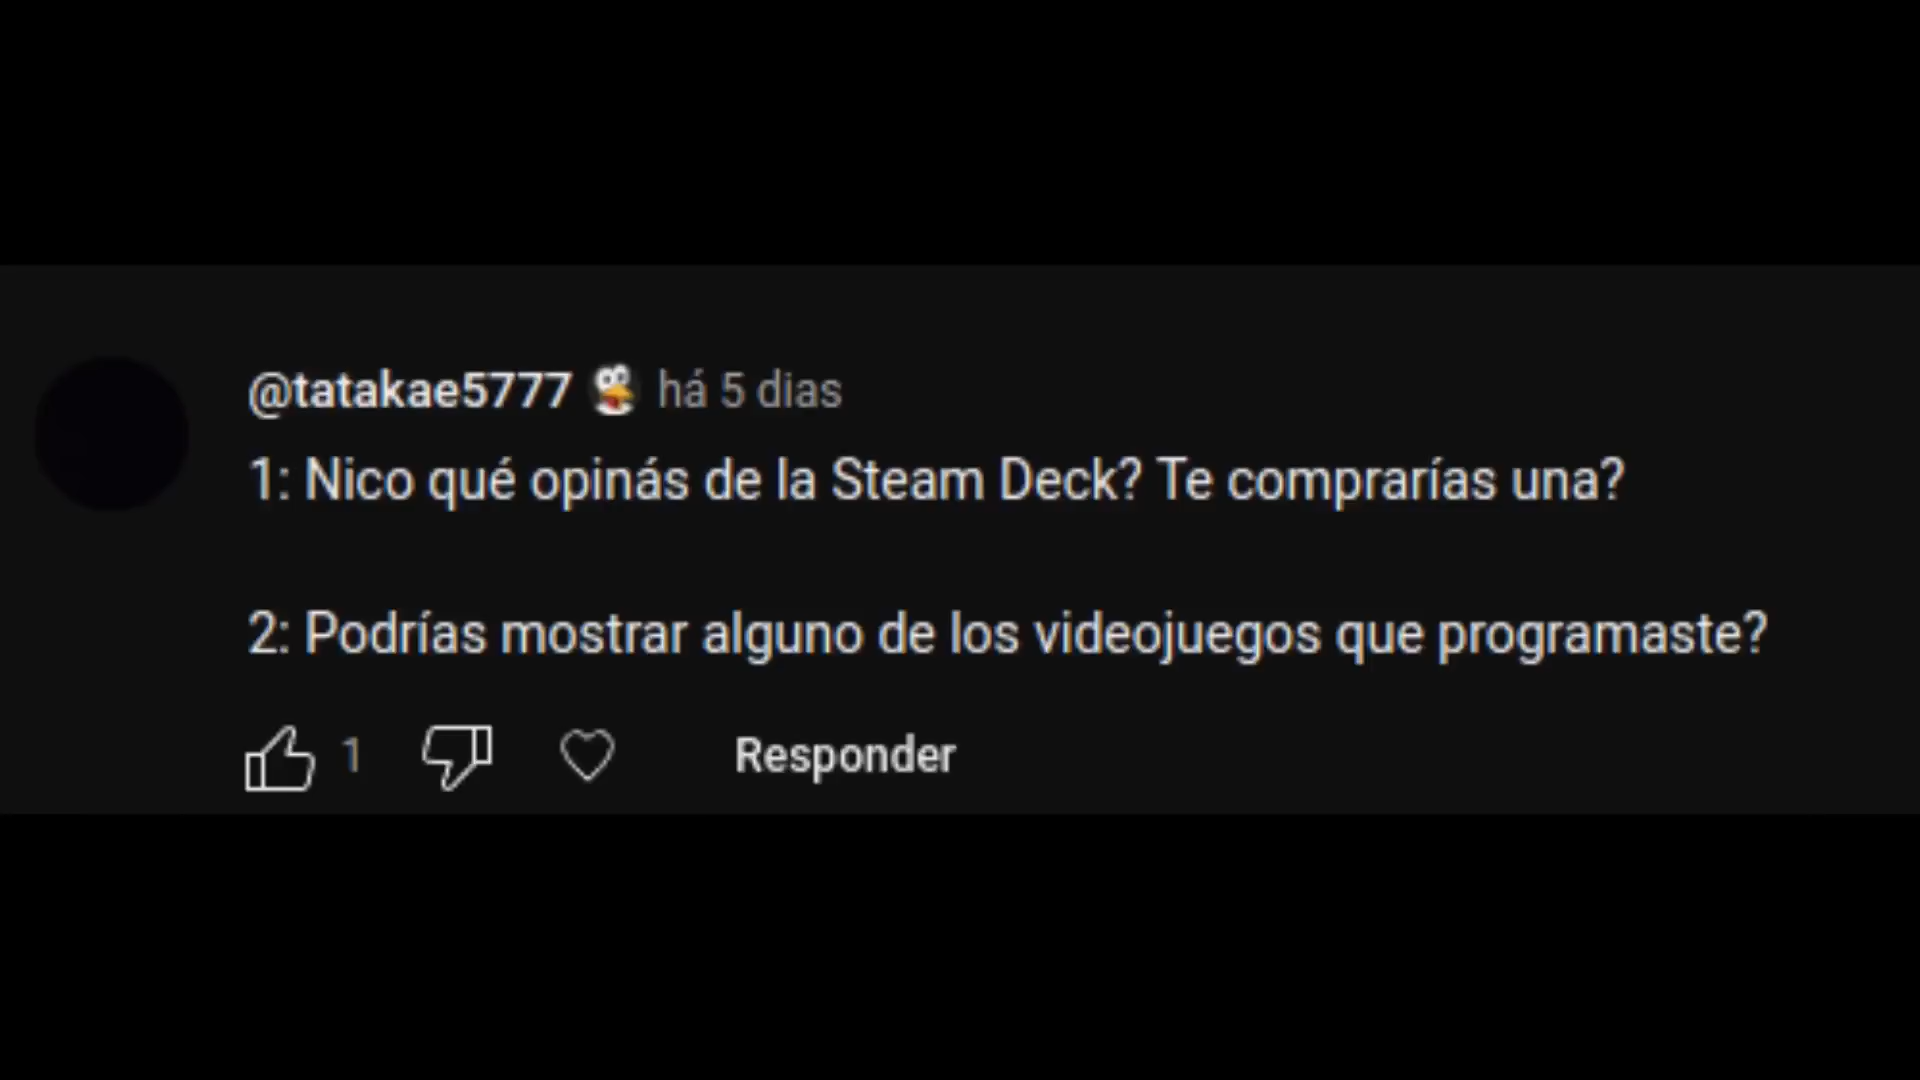 @tatakae5777 há 5 dias
1: Nico qué opinás de la Steam Deck? Te comprarías una?
2: Podrías mostrar alguno de los videojuegos que programaste?
1 Responder